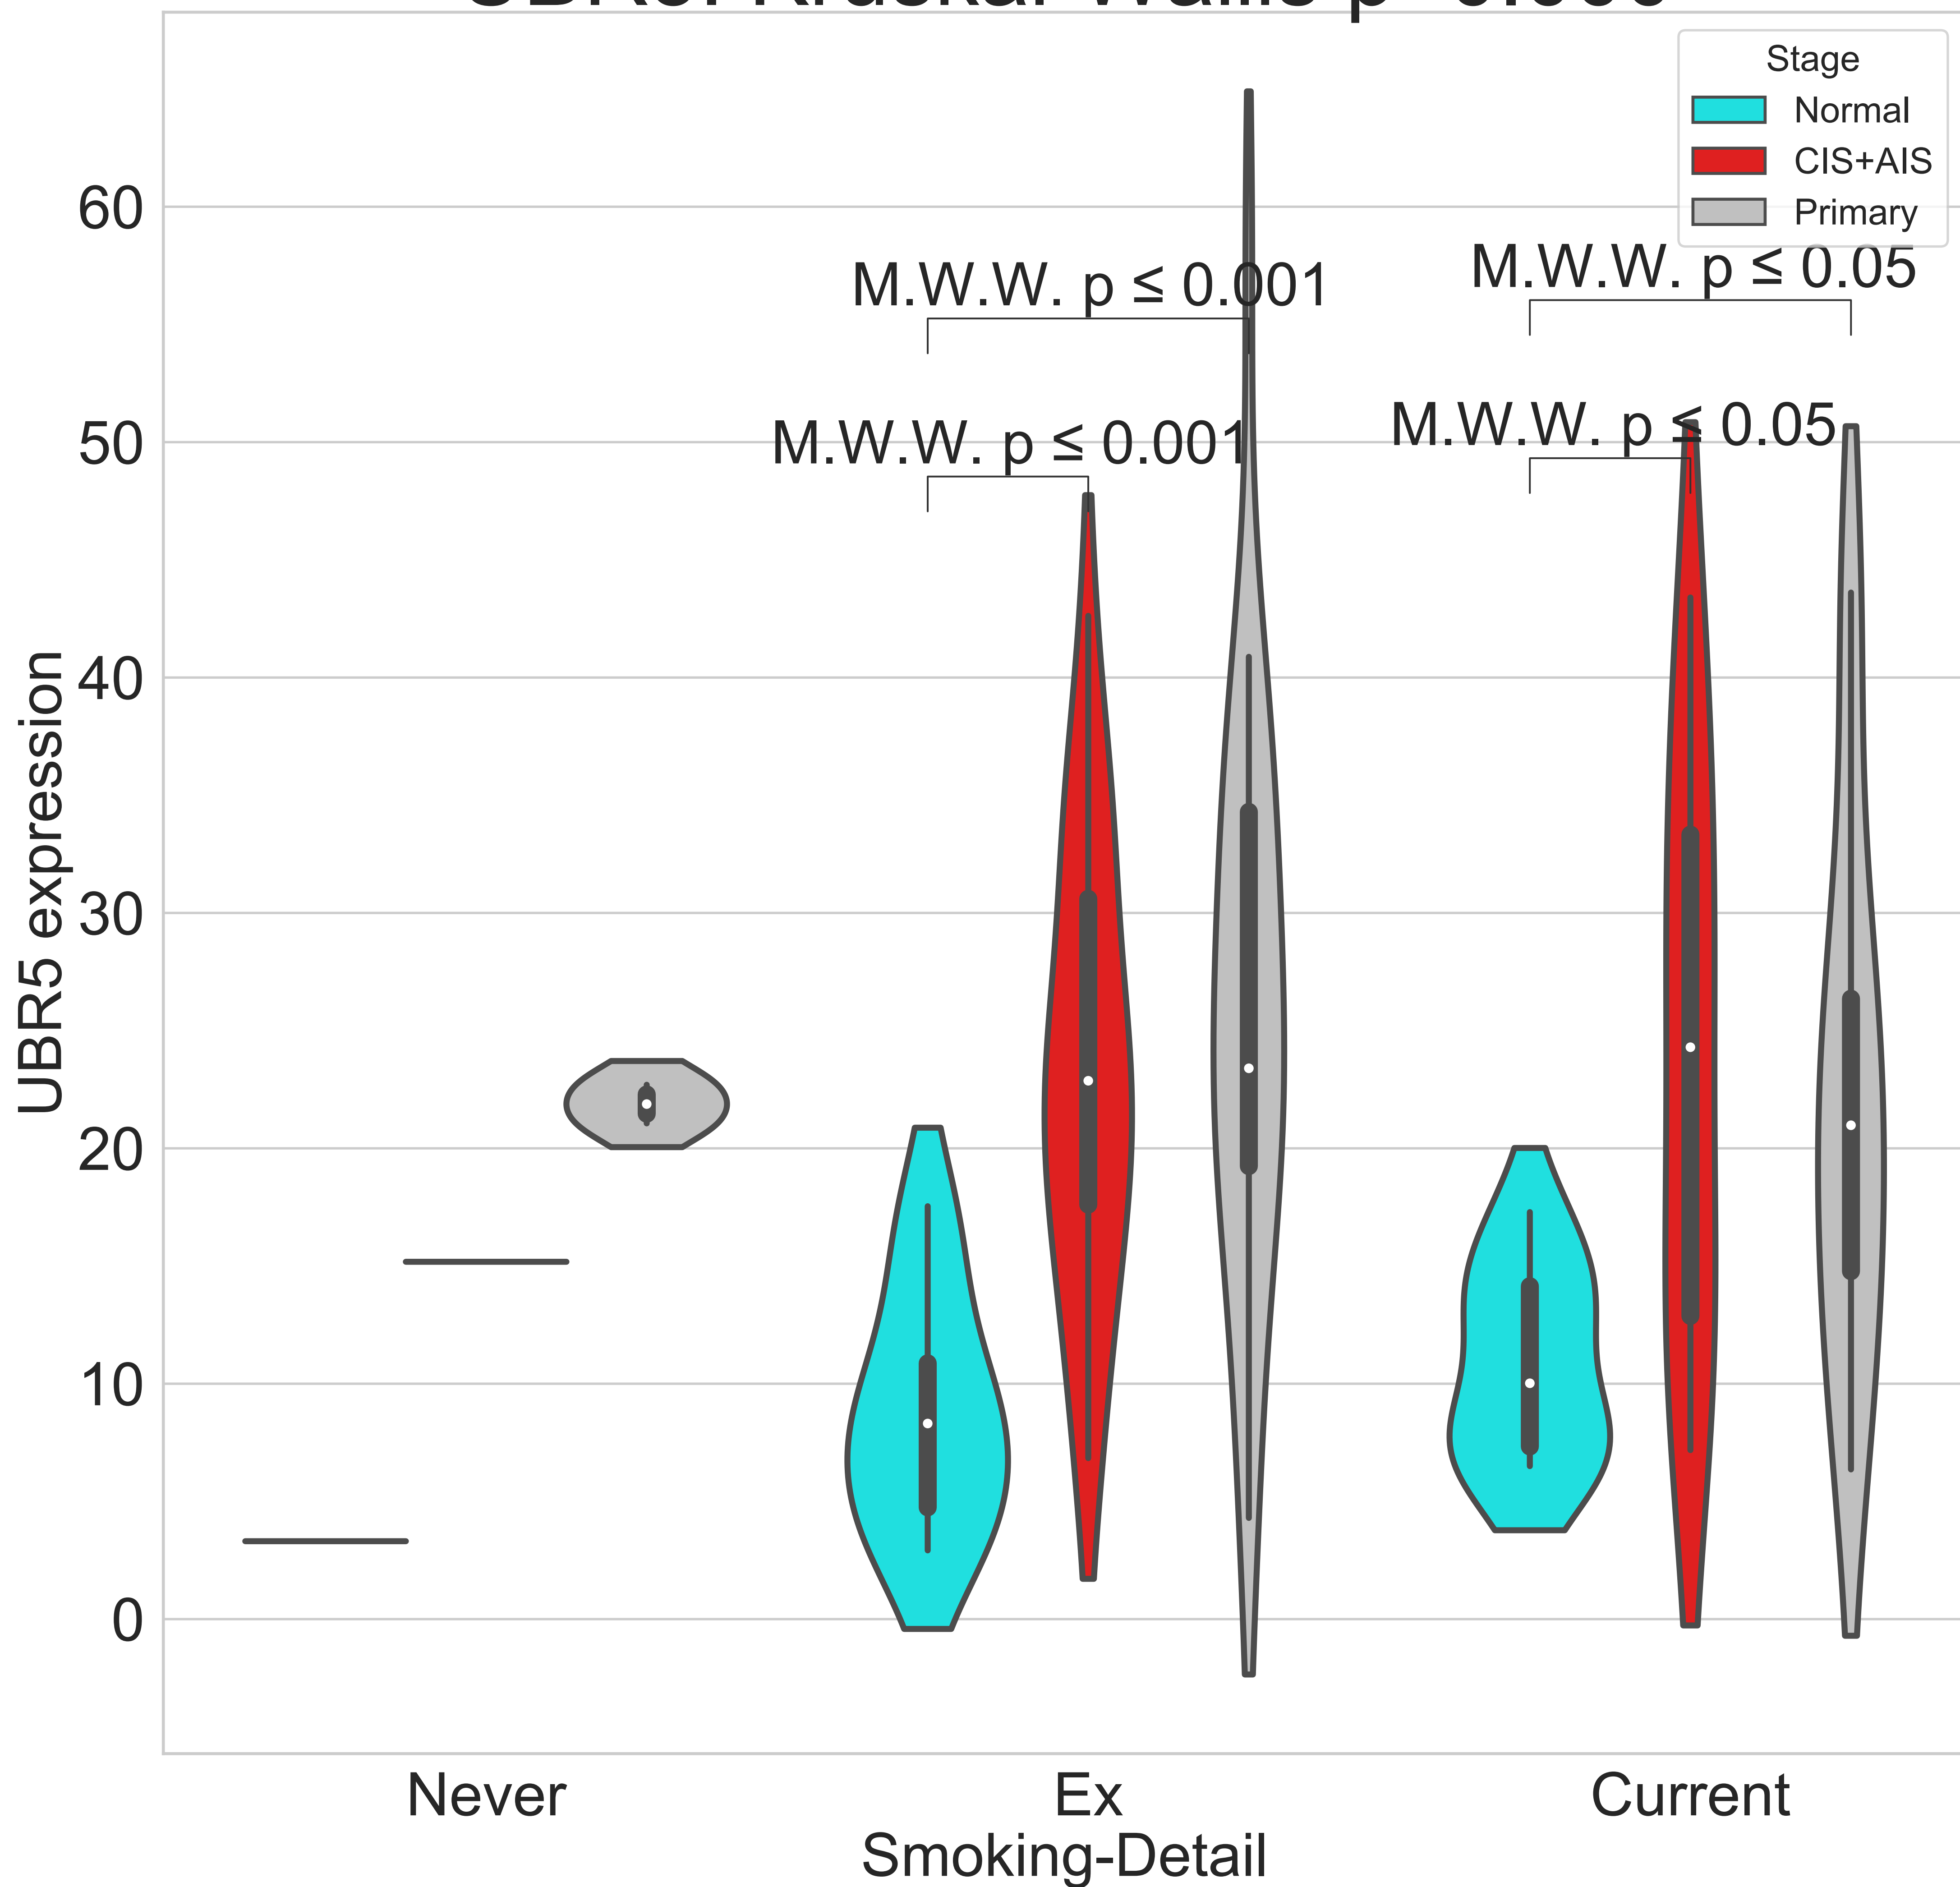 Stage
Normal
CIS+AIS
Primary
60
50
40
30
20
10
0
UBR5 expression
M.W.W. p ≤ 0.001
M.W.W. p ≤ 0.05
M.W.W. p ≤ 0.001
M.W.W. p ≤ 0.05
Never
Ex
Current
Smoking-Detail